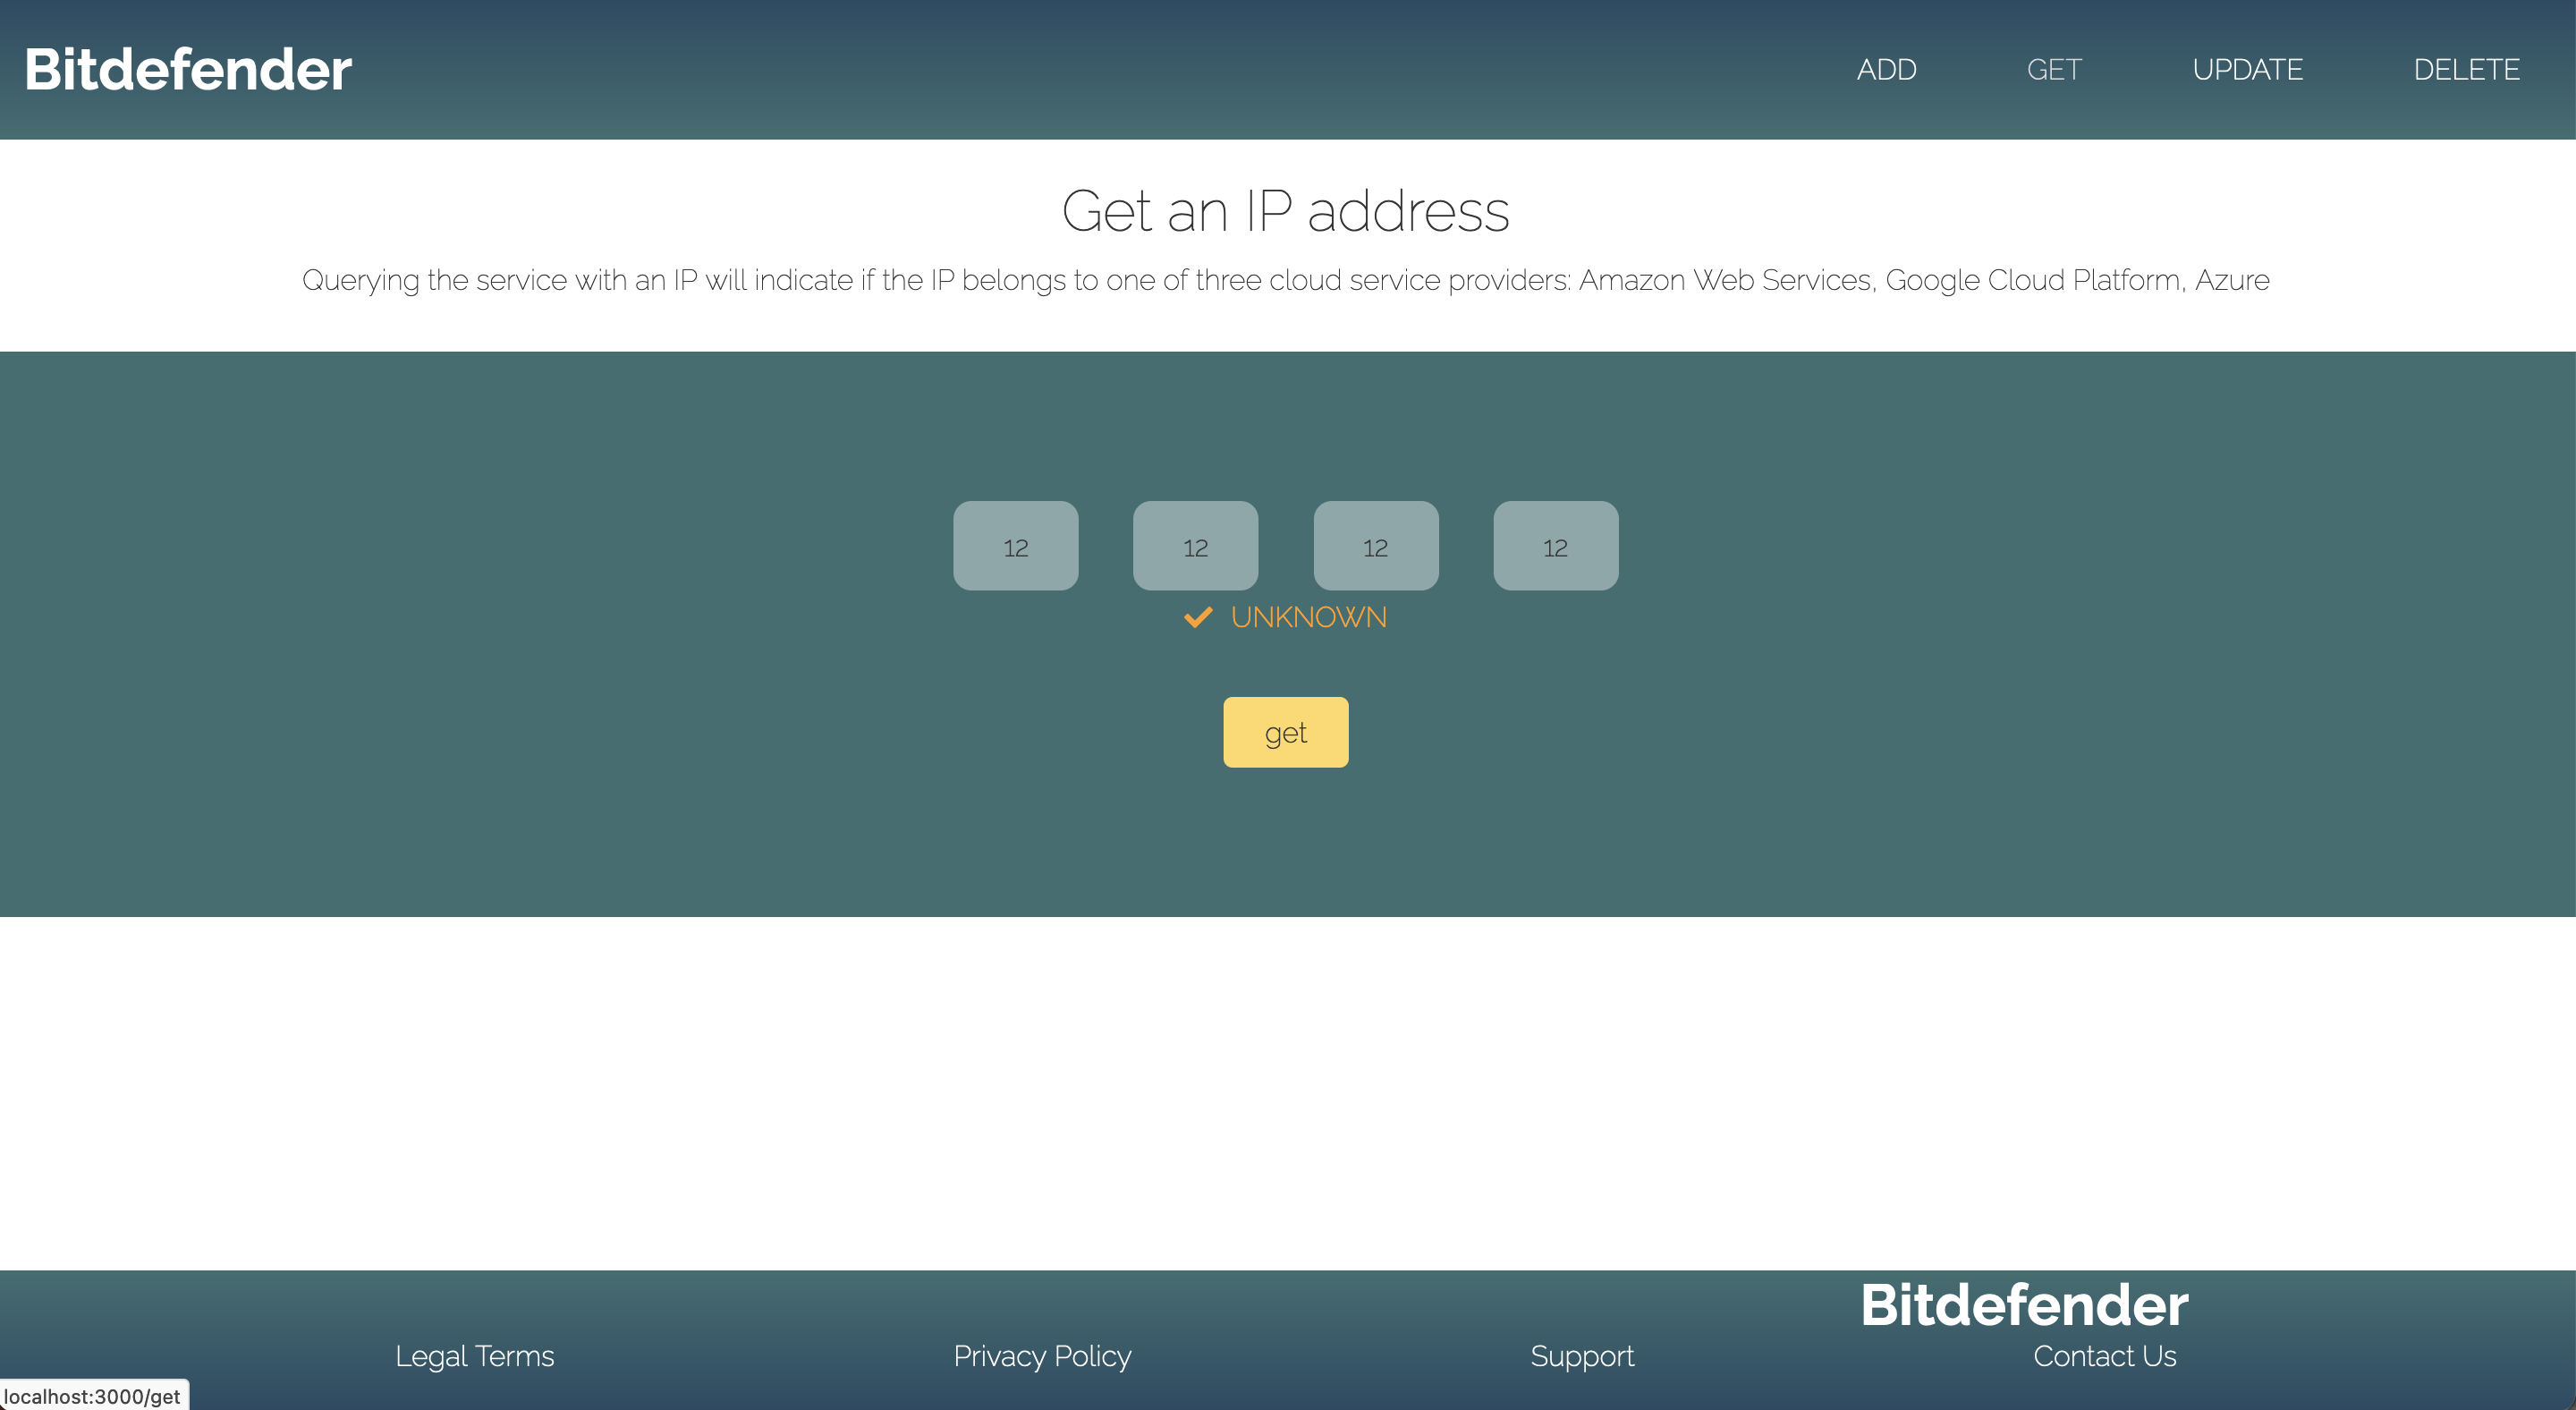 Bitdefender
ADD GET UPDATE DELETE
Get an IP address
Querying the service with an IP will indicate if the IP belongs to one of three cloud service providers: Amazon Web Services, Google Cloud Platform, Azure
12 12 12 12
UNKNOWN
get
Bitdefender
Legal Terms Privacy Policy Support Contact Us
localhost:3000/get